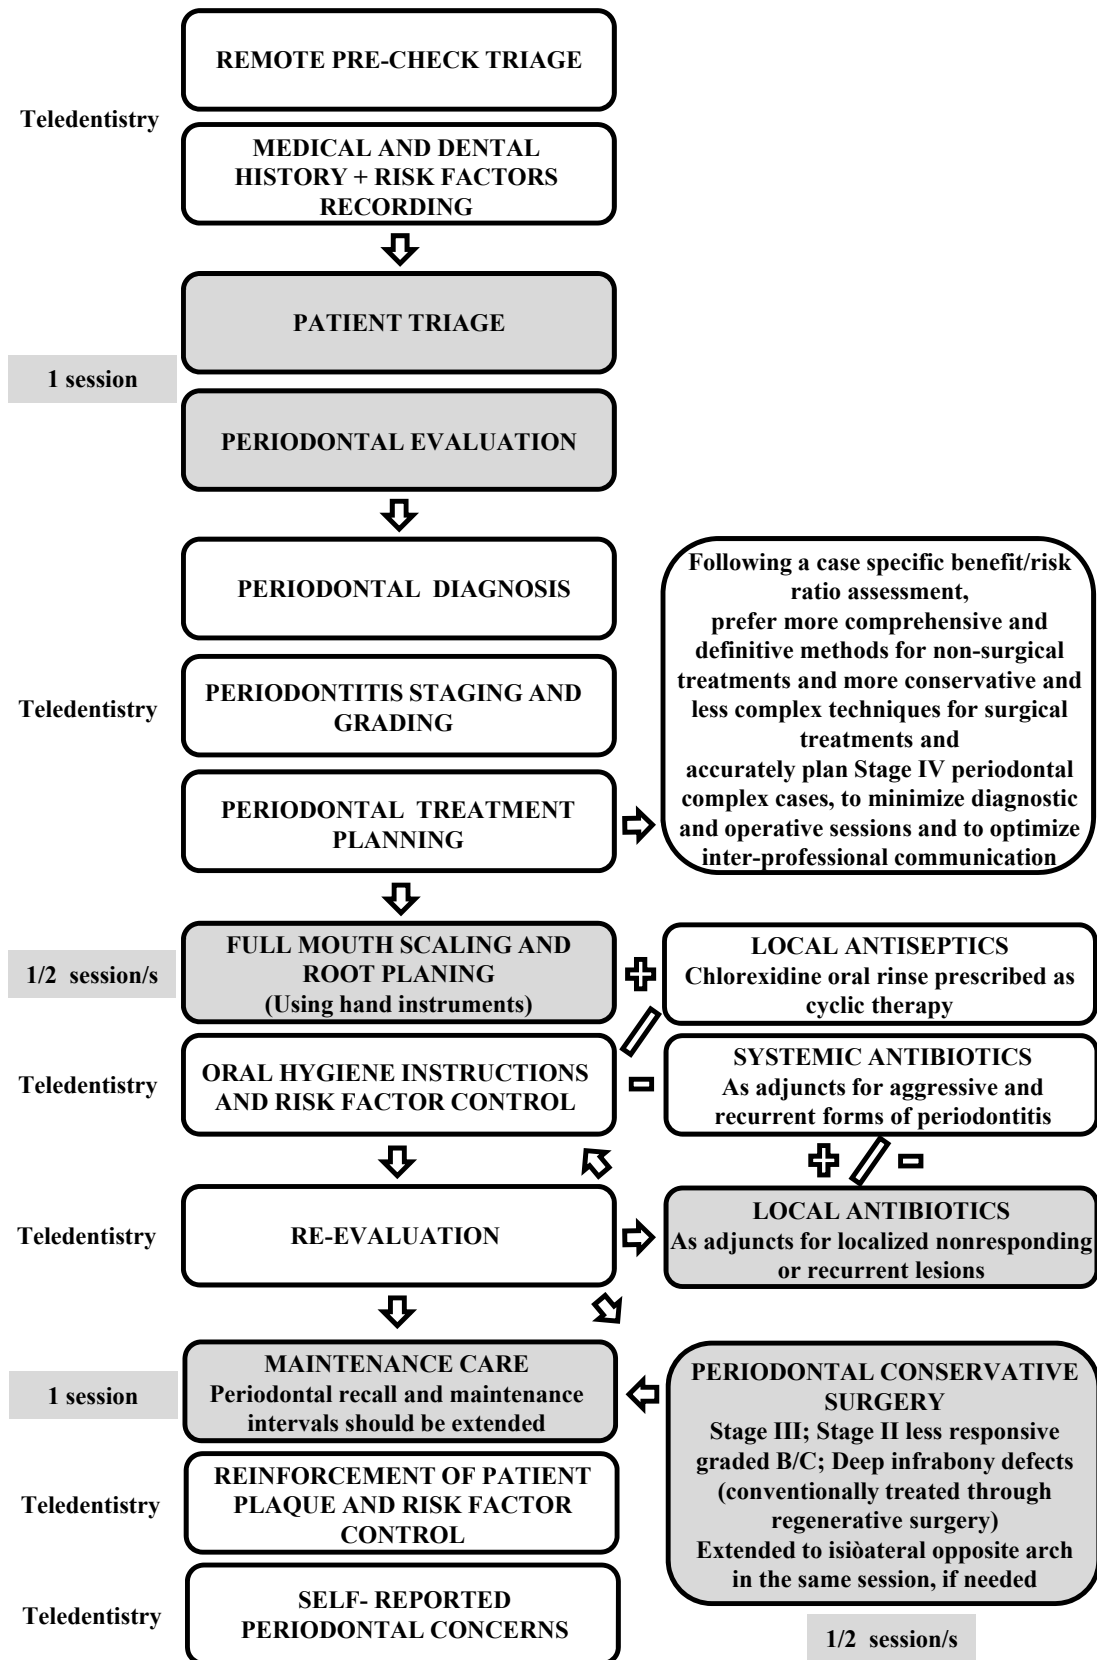 REMOTE PRE-CHECK TRIAGE
Teledentistry
MEDICAL AND DENTAL
HISTORY + RISK FACTORS
RECORDING
PATIENT TRIAGE
1 session
PERIODONTAL EVALUATION
PERIODONTAL DIAGNOSIS
Teledentistry
PERIODONTITIS STAGING AND
GRADING
PERIODONTAL TREATMENT
PLANNING
Following a case specific benefit/risk
ratio assessment,
prefer more comprehensive and
definitive methods for non-surgical
treatments and more conservative and
less complex techniques for surgical
treatments and
accurately plan Stage IV periodontal
complex cases, to minimize diagnostic
and operative sessions and to optimize
inter-professional communication
1/2 session/s
FULL MOUTH SCALING AND
ROOT PLANING
(Using hand instruments)
+
LOCAL ANTISEPTICS
Chlorexidine oral rinse prescribed as
cyclic therapy
/
Teledentistry
ORAL HYGIENE INSTRUCTIONS
AND RISK FACTOR CONTROL
-
SYSTEMIC ANTIBIOTICS
As adjuncts for aggressive and
recurrent forms of periodontitis
+ / -
Teledentistry
RE-EVALUATION
LOCAL ANTIBIOTICS
As adjuncts for localized nonresponding
or recurrent lesions
1 session
MAINTENANCE CARE
Periodontal recall and maintenance
intervals should be extended
PERIODONTAL CONSERVATIVE
SURGERY
Stage III; Stage II less responsive
graded B/C; Deep infrabony defects
(conventionally treated through
regenerative surgery)
Extended to isiòateral opposite arch
in the same session, if needed
1/2 session/s
Teledentistry
REINFORCEMENT OF PATIENT
PLAQUE AND RISK FACTOR
CONTROL
Teledentistry
SELF- REPORTED
PERIODONTAL CONCERNS